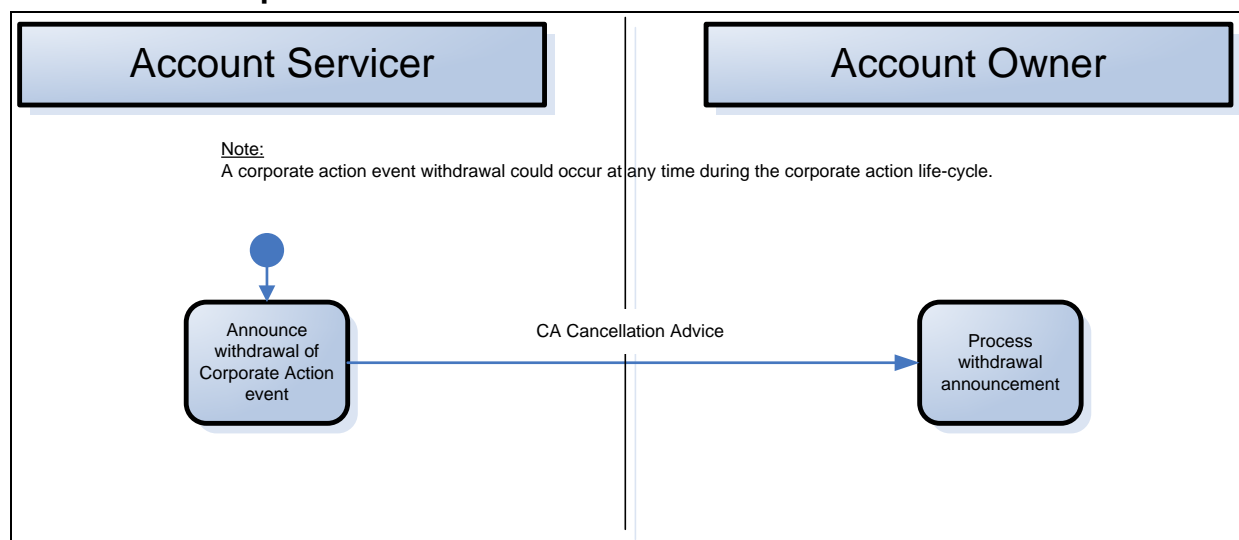 Account Servicer
Account Owner
Note:
A corporate action event withdrawal could occur at any time during the corporate action life-cycle.
Announce
withdrawal of
Corporate Action
event
CA Cancellation Advice
Process
withdrawal
announcement